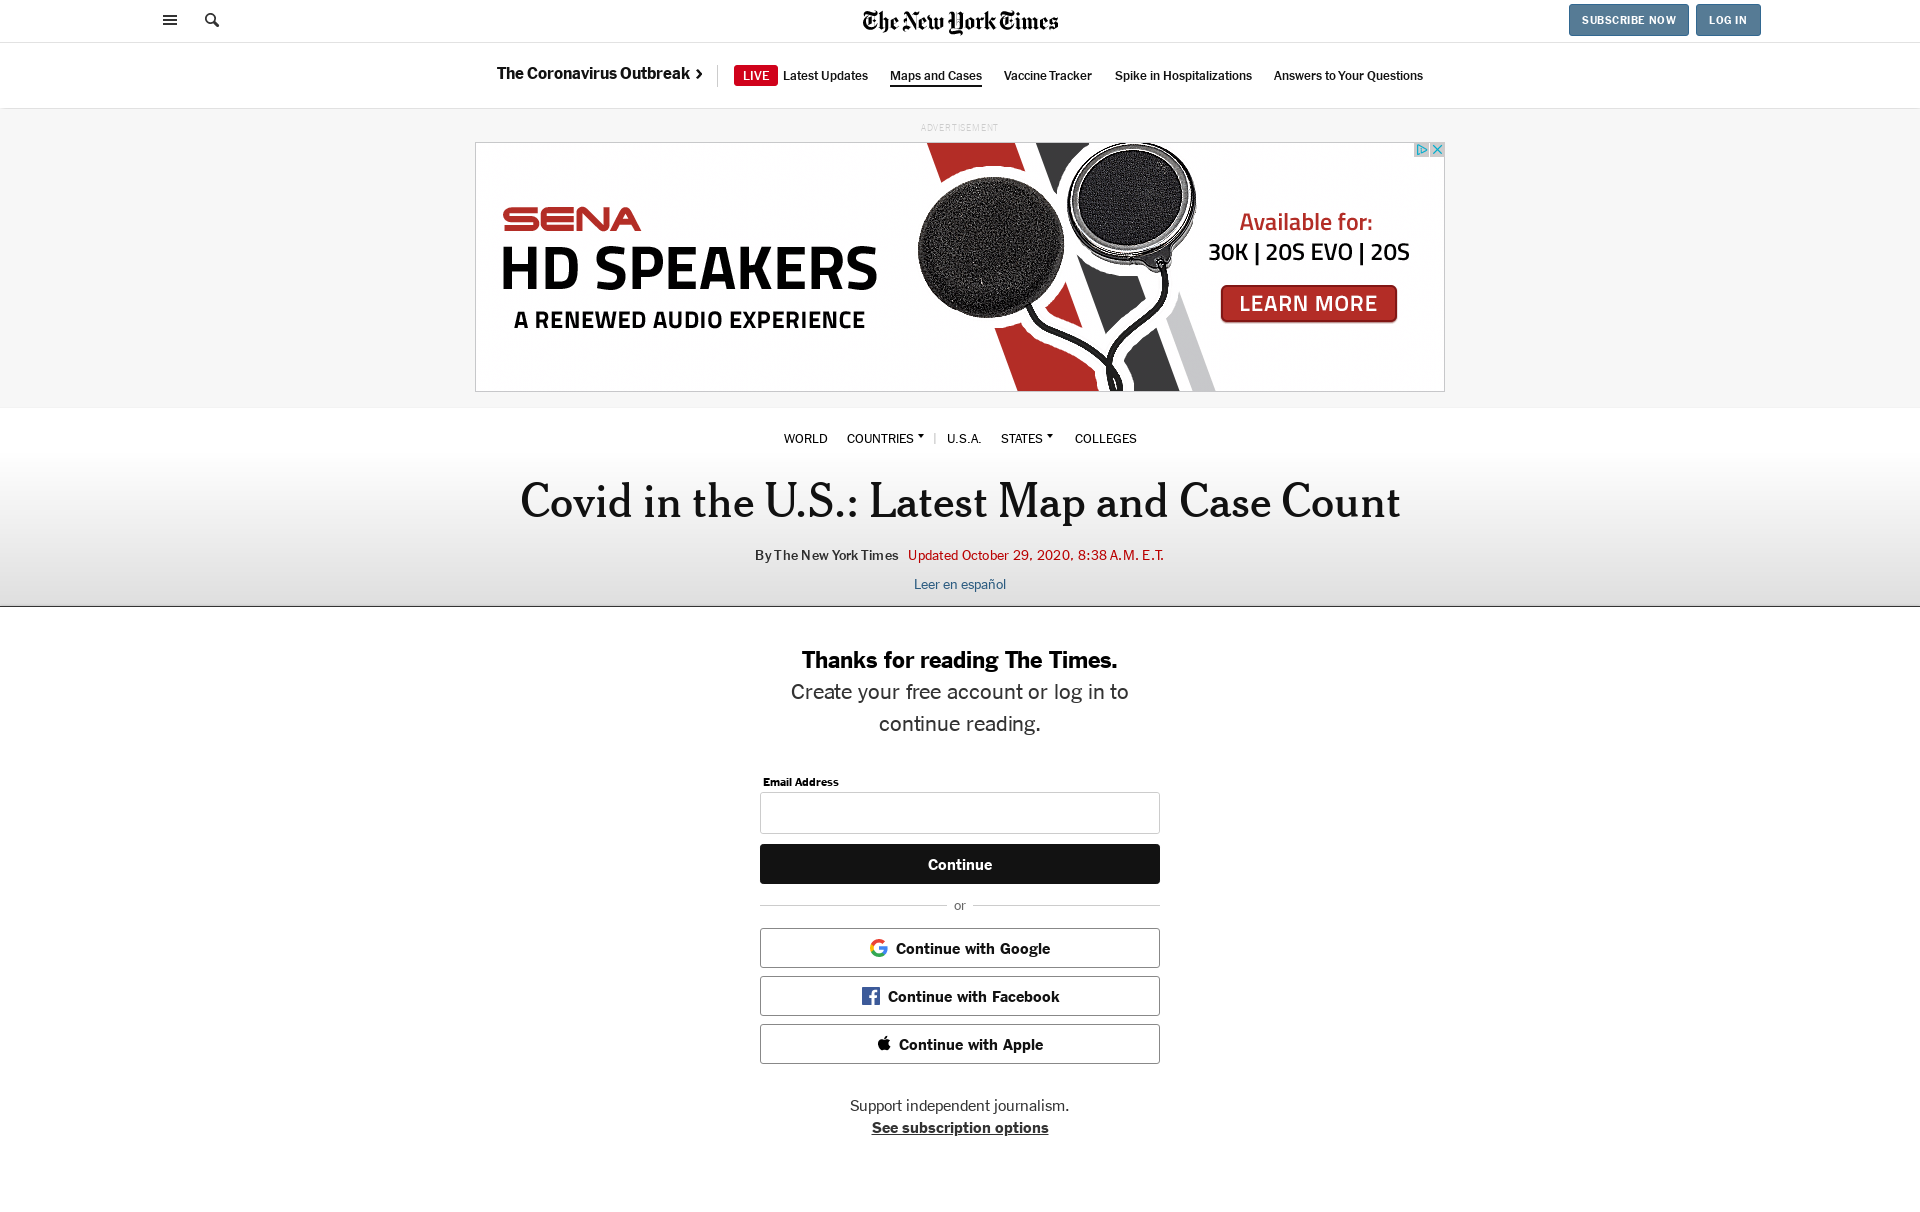 The New York Times
SUBSCRIBE NOW
LOG IN
The Coronavirus Outbreak
LIVE Latest Updates
Maps and Cases
Vaccine Tracker
Spike in Hospitalizations
Answers to Your Questions
ADVERTISEMENT
SENA
HD SPEAKERS
A RENEWED AUDIO EXPERIENCE
Available for:
30K | 20S EVO | 20S
LEARN MORE
WORLD
COUNTRIES
U.S.A.
STATES
COLLEGES
Covid in the U.S.: Latest Map and Case Count
By The New York Times Updated October 29, 2020, 8:38 A.M. E.T.
Leer en español
Thanks for reading The Times.
Create your free account or log in to
continue reading.
Email Address
Continue
or
Continue with Google
Continue with Facebook
Continue with Apple
Support independent journalism.
See subscription options